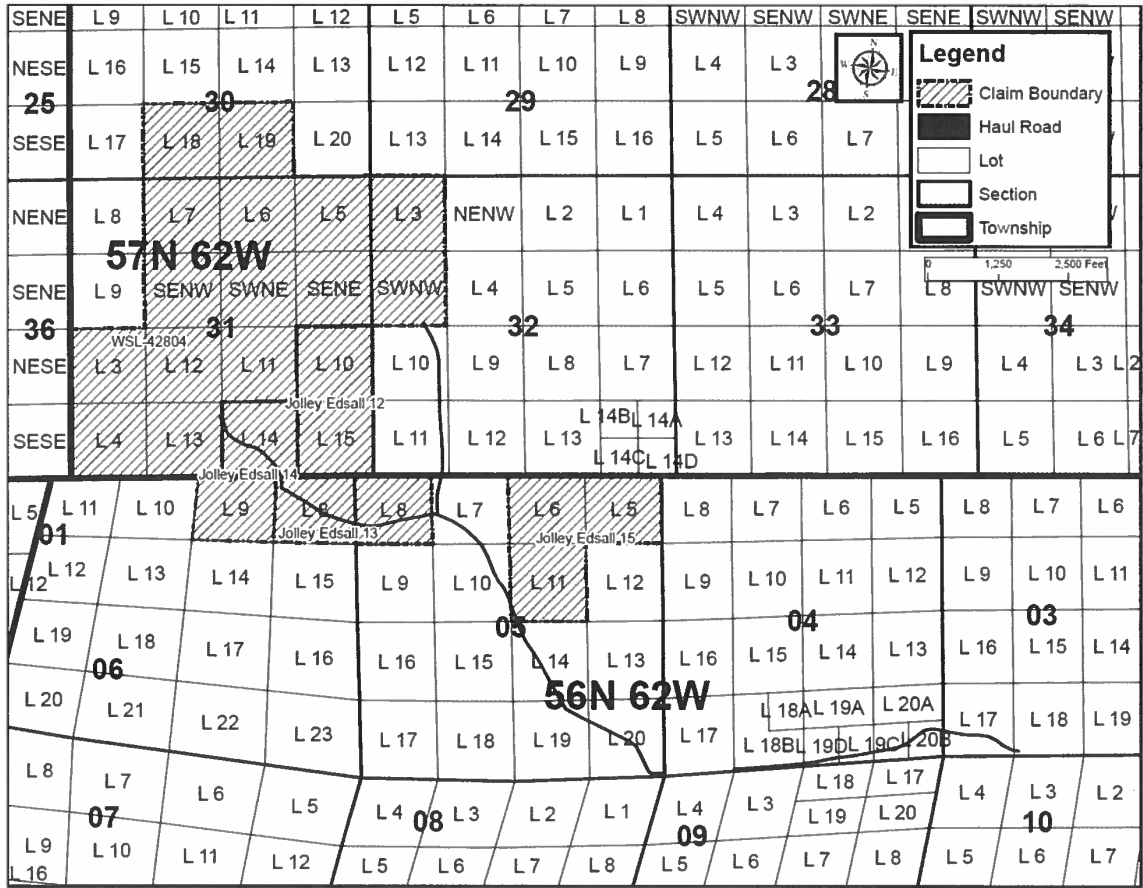 SENE L 9 L 10 L 11 L 12 L 5 L 6 L 7 L 8 SWNW SENW SWNE SENE SWNW SENW
N
W E
S
Legend
Claim Boundary
Haul Road
Lot
Section
Township
0 1,250 2,500 Feet
NESE L 16 L 15 L 14 L 13 L 12 L 11 L 10 L 9 L 4 L 3
25 30 29 28
SESE L 17 L 18 L 19 L 20 L 13 L 14 L 15 L 16 L 5 L 6 L 7
NENE L 8 L 7 L 6 L 5 L 3 NENW L 2 L 1 L 4 L 3 L 2
57N 62W
SENE L 9 SENW SWNE SENE SWNW L 4 L 5 L 6 L 5 L 6 L 7 L 8 SWNW SENW
36 31 32 33 34
WSL-42804
NESE L 3 L 12 L 11 L 10 L 10 L 9 L 8 L 7 L 12 L 11 L 10 L 9 L 4 L 3 L 2
Jolley Edsall 12
L 14B L 14A
SESE L 4 L 13 L 14 L 15 L 11 L 12 L 13 L 13 L 14 L 15 L 16 L 5 L 6 L 7
L 14C L 14D
Jolley Edsall 14
L 5 L 11 L 10 L 9 L 8 L 8 L 7 L 6 L 5 L 8 L 7 L 6 L 5 L 8 L 7 L 6
01 Jolley Edsall 13 Jolley Edsall 15
L 12 L 12 L 13 L 14 L 15 L 9 L 10 L 11 L 12 L 9 L 10 L 11 L 12 L 9 L 10 L 11
05 04 03
L 19 L 18 L 17 L 16 L 16 L 15 L 14 L 13 L 16 L 15 L 14 L 13 L 16 L 15 L 14
06
56N 62W
L 20 L 21 L 22 L 23 L 17 L 18 L 19 L 20 L 17 L 18A L 19A L 20A L 17 L 18 L 19
L 18B L 19D L 19C L 20B
L 8 L 7 L 6 L 5 L 4 L 3 L 2 L 1 L 4 L 3 L 18 L 17 L 4 L 3 L 2
L 19 L 20
07 08 09 10
L 9 L 10 L 11 L 12 L 5 L 6 L 7 L 8 L 5 L 6 L 7 L 8 L 5 L 6 L 7
L 16